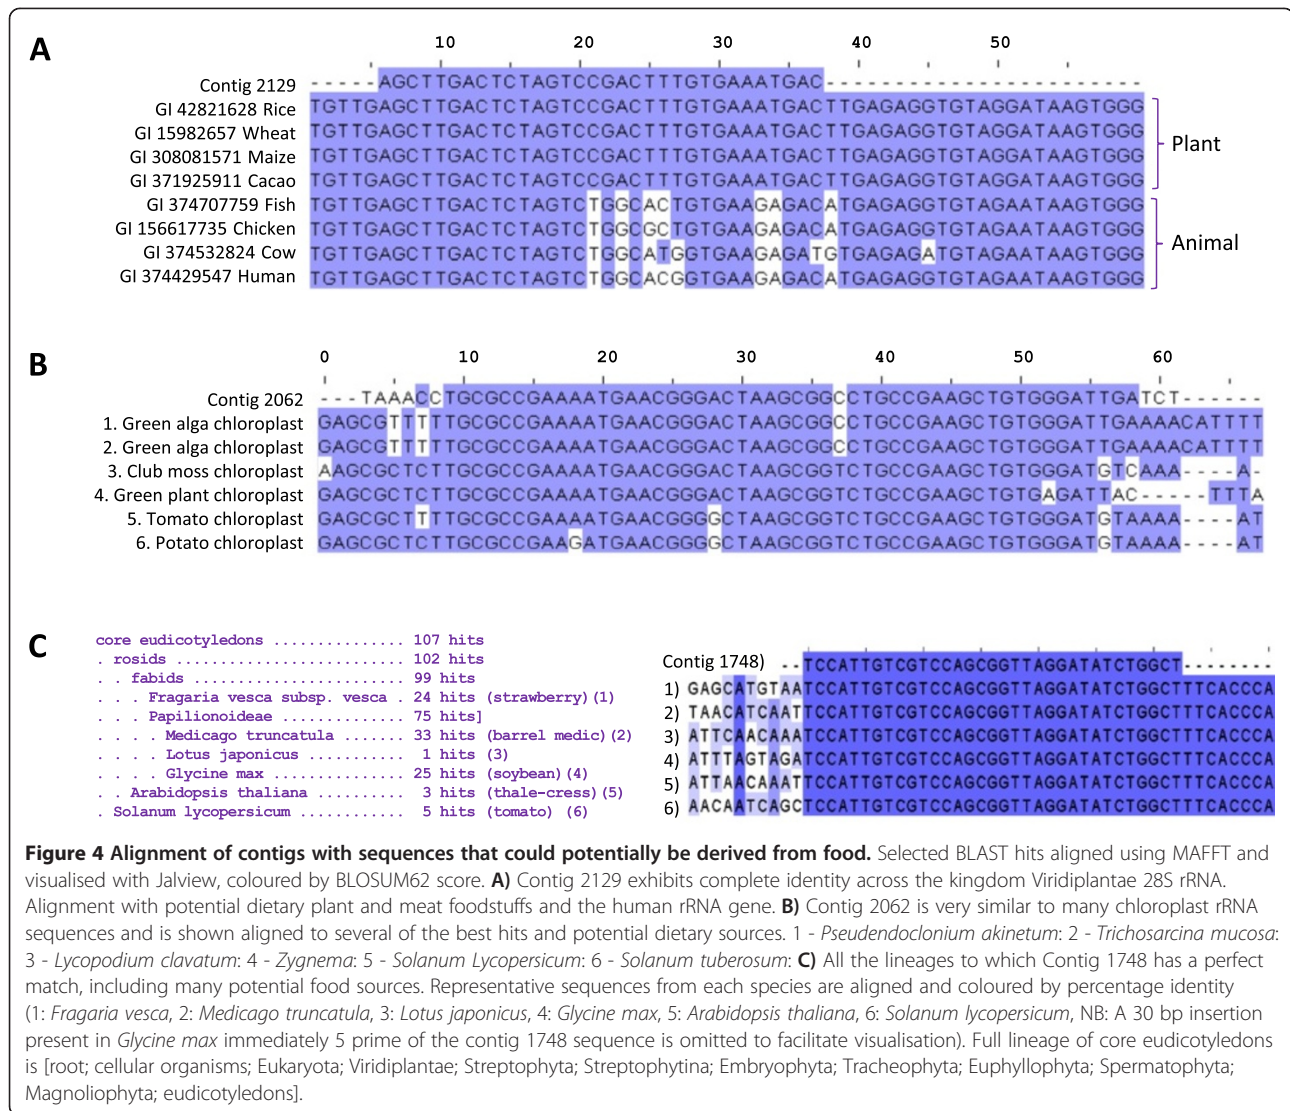 A
10 20 30 40 50
Contig 2129 -----AGCTTGACTCTAGTCCGACTTTGTGAAATGAC-----------------------
GI 42821628 Rice TGTTGAGCTTGACTCTAGTCCGACTTTGTGAAATGACTTGAGAGGTGTAGGATAAGTGGG
GI 15982657 Wheat TGTTGAGCTTGACTCTAGTCCGACTTTGTGAAATGACTTGAGAGGTGTAGGATAAGTGGG
Plant
GI 308081571 Maize TGTTGAGCTTGACTCTAGTCCGACTTTGTGAAATGACTTGAGAGGTGTAGGATAAGTGGG
GI 371925911 Cacao TGTTGAGCTTGACTCTAGTCCGACTTTGTGAAATGACTTGAGAGGTGTAGGATAAGTGGG
GI 374707759 Fish TGTTGAGCTTGACTCTAGTCTGGCACTGTGAAGAGACATGAGAGGTGTAGAATAAGTGGG
GI 156617735 Chicken TGTTGAGCTTGACTCTAGTCTGGCGCTGTGAAGAGACATGAGAGGTGTAGAATAAGTGGG
Animal
GI 374532824 Cow TGTTGAGCTTGACTCTAGTCTGGCATGGTGAAGAGATGTGAGAGATGTAGAATAAGTGGG
GI 374429547 Human TGTTGAGCTTGACTCTAGTCTGGCACGGTGAAGAGACATGAGAGGTGTAGAATAAGTGGG
B
0 10 20 30 40 50 60
Contig 2062 ---TAAACCTGCGCCGAAAATGAACGGGACTAAGCGGCCTGCCGAAGCTGTGGGATTGATCT------
1. Green alga chloroplast GAGCGTTTTTGCGCCGAAAATGAACGGGACTAAGCGGCCTGCCGAAGCTGTGGGATTGAAAACATTTT
2. Green alga chloroplast GAGCGTTTTTGCGCCGAAAATGAACGGGACTAAGCGGCCTGCCGAAGCTGTGGGATTGAAAACATTTT
3. Club moss chloroplast AAGCGCTCTTGCGCCGAAAATGAACGGGACTAAGCGGTCTGCCGAAGCTGTGGGATGTCAAA----A-
4. Green plant chloroplast GAGCGCTCTTGCGCCGAAAATGAACGGGACTAAGCGGTCTGCCGAAGCTGTGAGATTAC-----TTTA
5. Tomato chloroplast GAGCGCTTTTGCGCCGAAAATGAACGGGGCTAAGCGGTCTGCCGAAGCTGTGGGATGTAAAA----AT
6. Potato chloroplast GAGCGCTCTTGCGCCGAAGATGAACGGGGCTAAGCGGTCTGCCGAAGCTGTGGGATGTAAAA----AT
C
core eudicotyledons ............... 107 hits
. rosids ......................... 102 hits
. . fabids ........................ 99 hits
. . . Fragaria vesca subsp. vesca . 24 hits (strawberry)(1)
. . . Papilionoideae .............. 75 hits]
. . . . Medicago truncatula ....... 33 hits (barrel medic)(2)
. . . . Lotus japonicus ........... 1 hits (3)
. . . . Glycine max ............... 25 hits (soybean)(4)
. . Arabidopsis thaliana .......... 3 hits (thale-cress)(5)
. Solanum lycopersicum ............ 5 hits (tomato) (6)
Contig 1748) --TCCATTGTCGTCCAGCGGTTAGGATATCTGGCT--------
1) GAGCATGTAATCCATTGTCGTCCAGCGGTTAGGATATCTGGCTTTCACCCA
2) TAACATCAATTCCATTGTCGTCCAGCGGTTAGGATATCTGGCTTTCACCCA
3) ATTCAACAAATCCATTGTCGTCCAGCGGTTAGGATATCTGGCTTTCACCCA
4) ATTTAGTAGATCCATTGTCGTCCAGCGGTTAGGATATCTGGCTTTCACCCA
5) ATTAACAAATTCCATTGTCGTCCAGCGGTTAGGATATCTGGCTTTCACCCA
6) AACAATCAGCTCCATTGTCGTCCAGCGGTTAGGATATCTGGCTTTCACCCA
Figure 4 Alignment of contigs with sequences that could potentially be derived from food. Selected BLAST hits aligned using MAFFT and
visualised with Jalview, coloured by BLOSUM62 score. A) Contig 2129 exhibits complete identity across the kingdom Viridiplantae 28S rRNA.
Alignment with potential dietary plant and meat foodstuffs and the human rRNA gene. B) Contig 2062 is very similar to many chloroplast rRNA
sequences and is shown aligned to several of the best hits and potential dietary sources. 1 - Pseudendoclonium akinetum: 2 - Trichosarcina mucosa:
3 - Lycopodium clavatum: 4 - Zygnema: 5 - Solanum Lycopersicum: 6 - Solanum tuberosum: C) All the lineages to which Contig 1748 has a perfect
match, including many potential food sources. Representative sequences from each species are aligned and coloured by percentage identity
(1: Fragaria vesca, 2: Medicago truncatula, 3: Lotus japonicus, 4: Glycine max, 5: Arabidopsis thaliana, 6: Solanum lycopersicum, NB: A 30 bp insertion
present in Glycine max immediately 5 prime of the contig 1748 sequence is omitted to facilitate visualisation). Full lineage of core eudicotyledons
is [root; cellular organisms; Eukaryota; Viridiplantae; Streptophyta; Streptophytina; Embryophyta; Tracheophyta; Euphyllophyta; Spermatophyta;
Magnoliophyta; eudicotyledons].